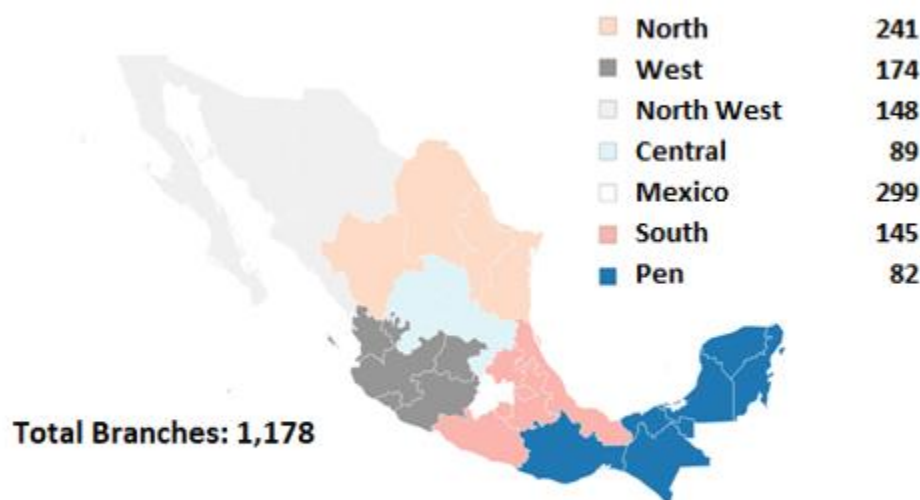 North 241
West 174
North West 148
Central 89
Mexico 299
South 145
Pen 82
Total Branches: 1,178